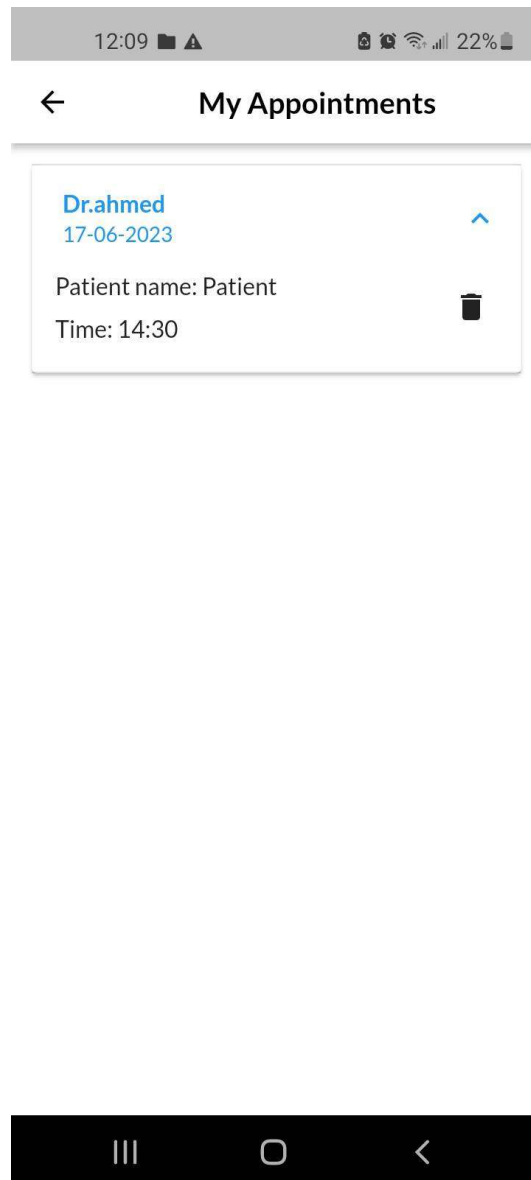 12:09 22%
My Appointments
Dr.ahmed
17-06-2023
Patient name: Patient
Time: 14:30